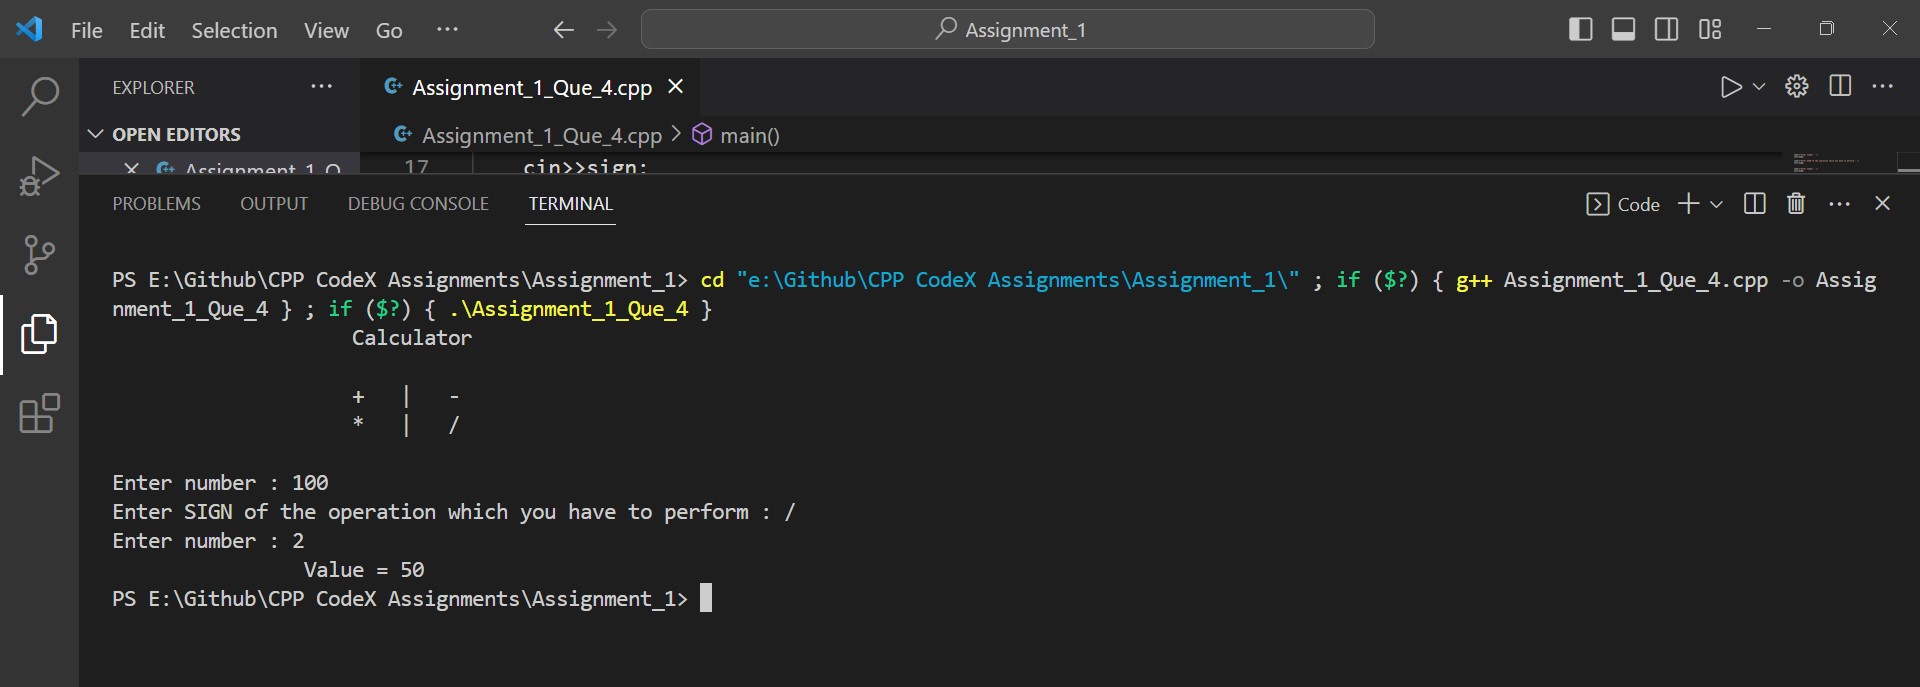 File Edit Selection View Go ··· Assignment_1
EXPLORER ··· Assignment_1_Que_4.cpp
OPEN EDITORS Assignment_1_Que_4.cpp > main()
Assignment_1_Q 17 cin>>sign;
PROBLEMS OUTPUT DEBUG CONSOLE TERMINAL Code
PS E:\Github\CPP CodeX Assignments\Assignment_1> cd "e:\Github\CPP CodeX Assignments\Assignment_1\" ; if ($?) { g++ Assignment_1_Que_4.cpp -o Assig
nment_1_Que_4 } ; if ($?) { .\Assignment_1_Que_4 }
Calculator
+ | -
* | /
Enter number : 100
Enter SIGN of the operation which you have to perform : /
Enter number : 2
Value = 50
PS E:\Github\CPP CodeX Assignments\Assignment_1>